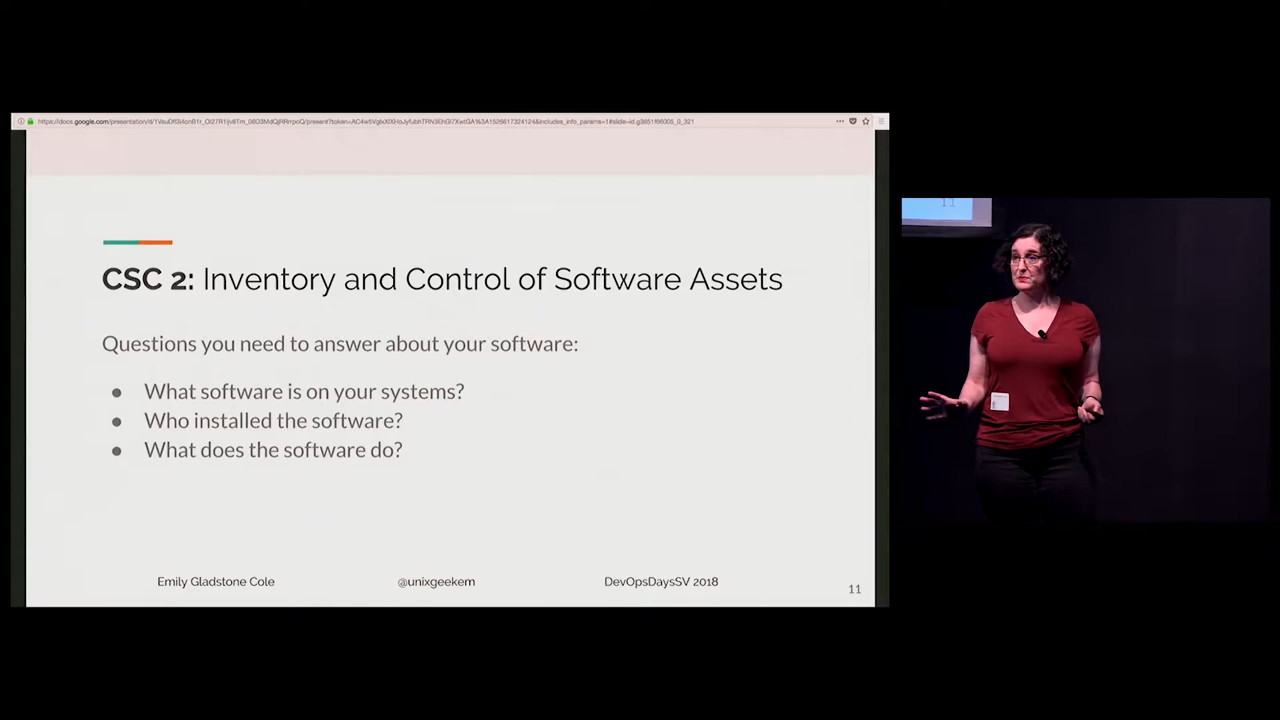 CSC 2: Inventory and Control of Software Assets
Questions you need to answer about your software:
● What software is on your systems?
● Who installed the software?
● What does the software do?
Emily Gladstone Cole
@unixgeekem
DevOpsDaysSV 2018
11
11